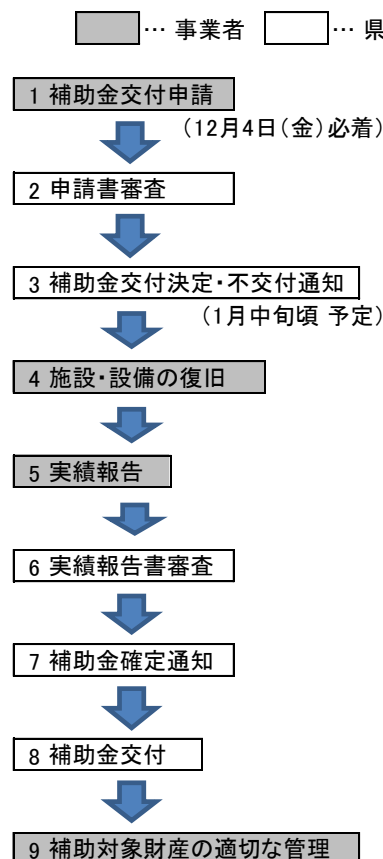 … 事業者 … 県
1 補助金交付申請
(12月4日(金)必着)
2 申請書審査
3 補助金交付決定・不交付通知
(1月中旬頃 予定)
4 施設・設備の復旧
5 実績報告
6 実績報告書審査
7 補助金確定通知
8 補助金交付
9 補助対象財産の適切な管理